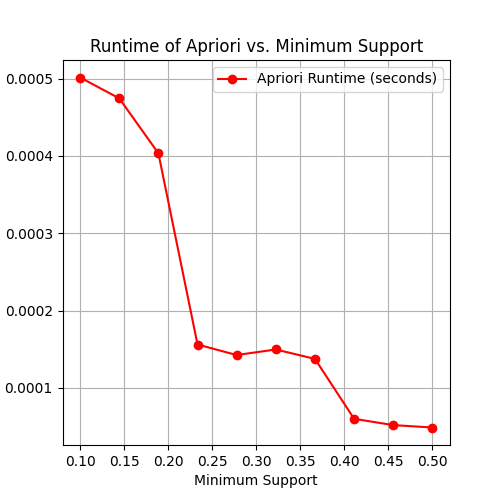 Runtime of Apriori vs. Minimum Support
Apriori Runtime (seconds)
0.0005
0.0004
0.0003
0.0002
0.0001
0.10 0.15 0.20 0.25 0.30 0.35 0.40 0.45 0.50
Minimum Support